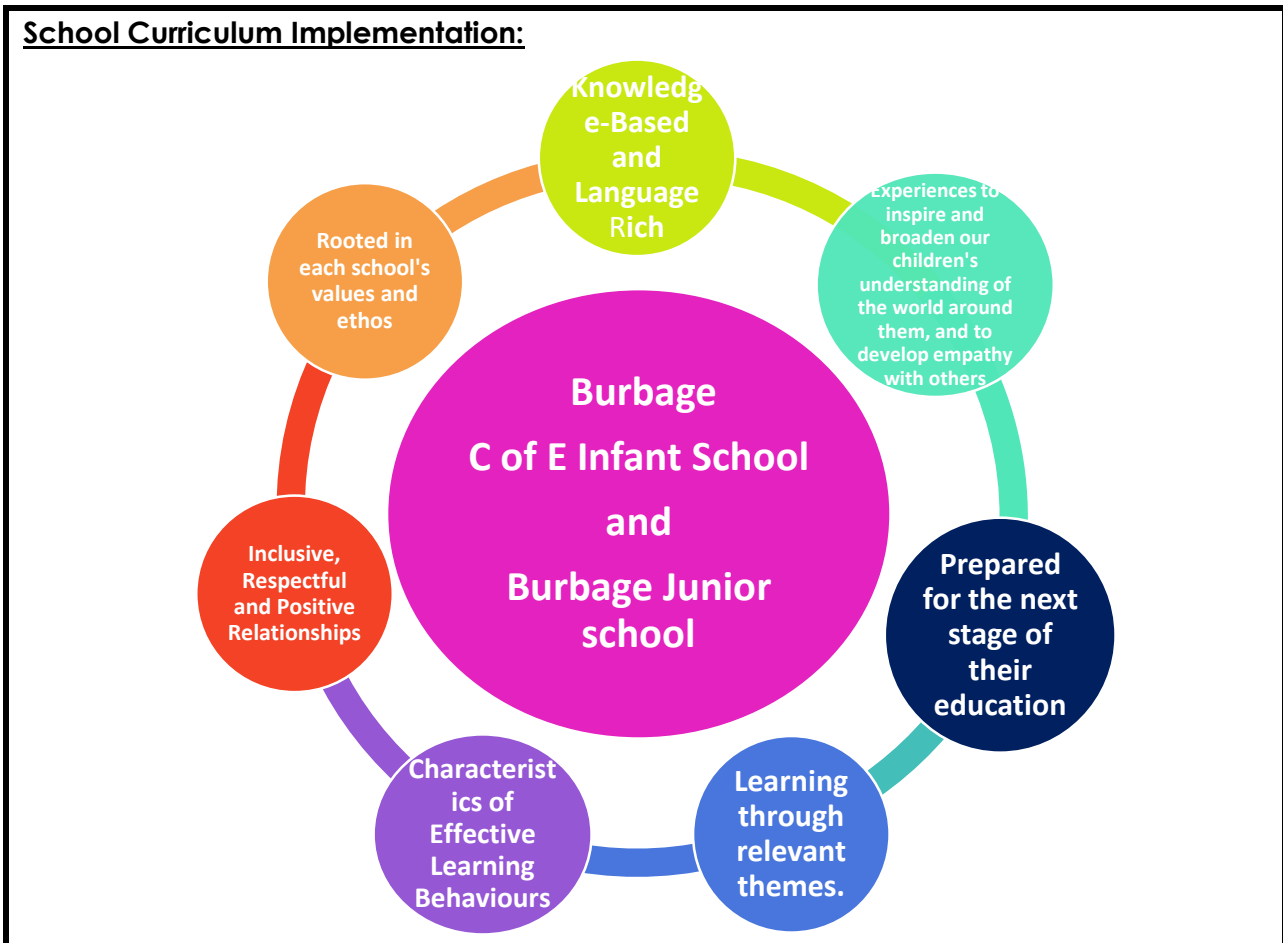 School Curriculum Implementation:
Knowledg
e-Based
and
Language
Rich
Experiences to
inspire and
broaden our
children's
understanding of
the world around
them, and to
develop empathy
with others
Prepared
for the next
stage of
their
education
Learning
through
relevant
themes.
Characterist
ics of
Effective
Learning
Behaviours
Inclusive,
Respectful
and Positive
Relationships
Rooted in
each school's
values and
ethos
Burbage
C of E Infant School
and
Burbage Junior
school